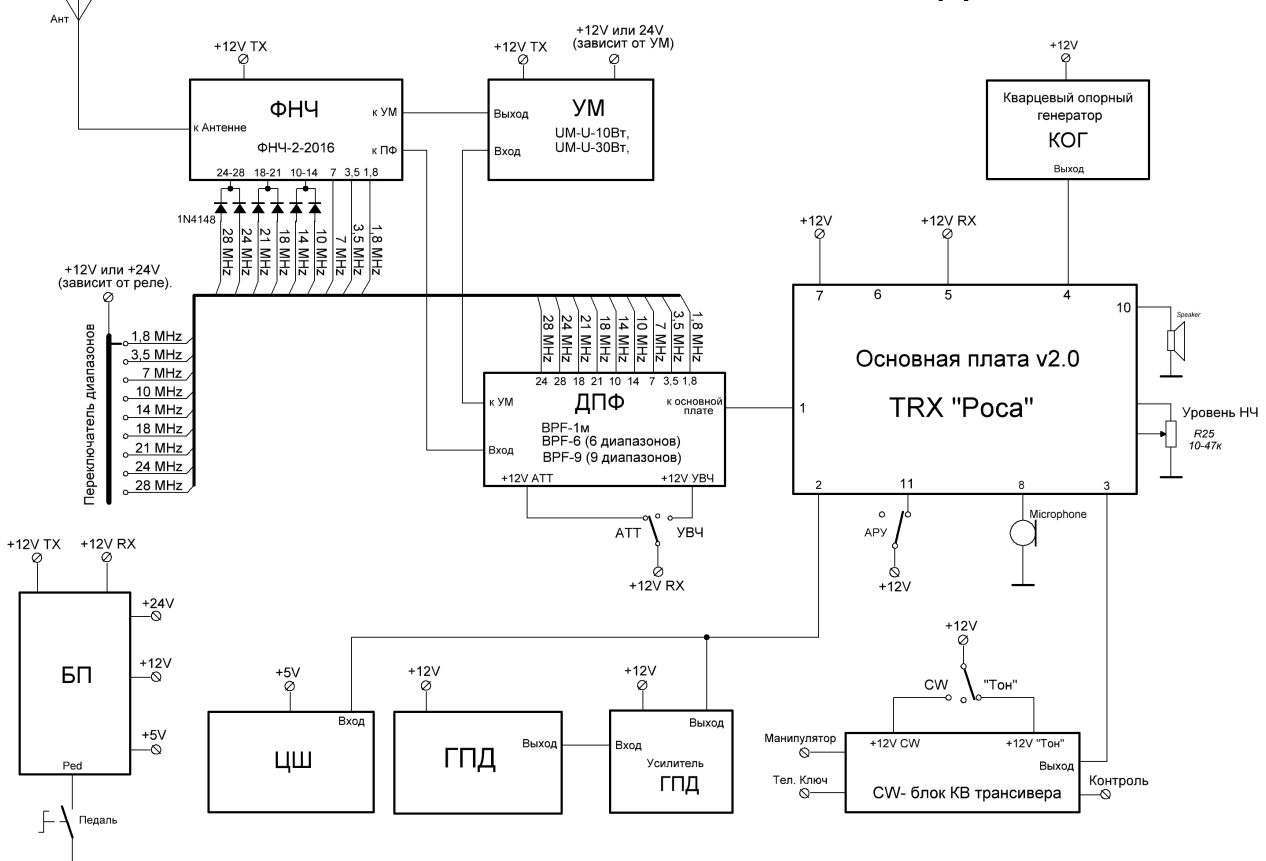 Ант
+12V TX
ФНЧ
к УМ
к Антенне
ФНЧ-2-2016
к ПФ
24-28
18-21
10-14
7
3,5
1,8
1N4148
28 MHz
24 MHz
21 MHz
18 MHz
14 MHz
10 MHz
7 MHz
3,5 MHz
1,8 MHz
+12V TX
+12V или 24V
(зависит от УМ)
УМ
Выход
UM-U-10Вт,
UM-U-30Вт,
Вход
+12V
Кварцевый опорный
генератор
КОГ
Выход
+12V или +24V
(зависит от реле).
Переключатель диапазонов
1,8 MHz
3,5 MHz
7 MHz
10 MHz
14 MHz
18 MHz
21 MHz
24 MHz
28 MHz
28 MHz
24 MHz
21 MHz
18 MHz
14 MHz
10 MHz
7 MHz
3,5 MHz
1,8 MHz
24
28
18
21
10
14
7
3,5
1,8
к УМ
ДПФ
к основной
плате
BPF-1м
BPF-6 (6 диапазонов)
BPF-9 (9 диапазонов)
Вход
+12V АТТ
+12V УВЧ
АТТ
УВЧ
+12V RX
+12V
+12V RX
7
6
5
4
10
Speaker
Основная плата v2.0
TRX "Роса"
1
Уровень НЧ
R25
10-47к
2
11
8
3
АРУ
+12V
Microphone
+12V TX
+12V RX
+24V
+12V
+5V
БП
Ped
Педаль
+5V
Вход
ЦШ
+12V
Выход
ГПД
+12V
Выход
Вход
Усилитель
ГПД
+12V
CW
"Тон"
Манипулятор
+12V CW
+12V "Тон"
Выход
Тел. Ключ
CW- блок КВ трансивера
Контроль